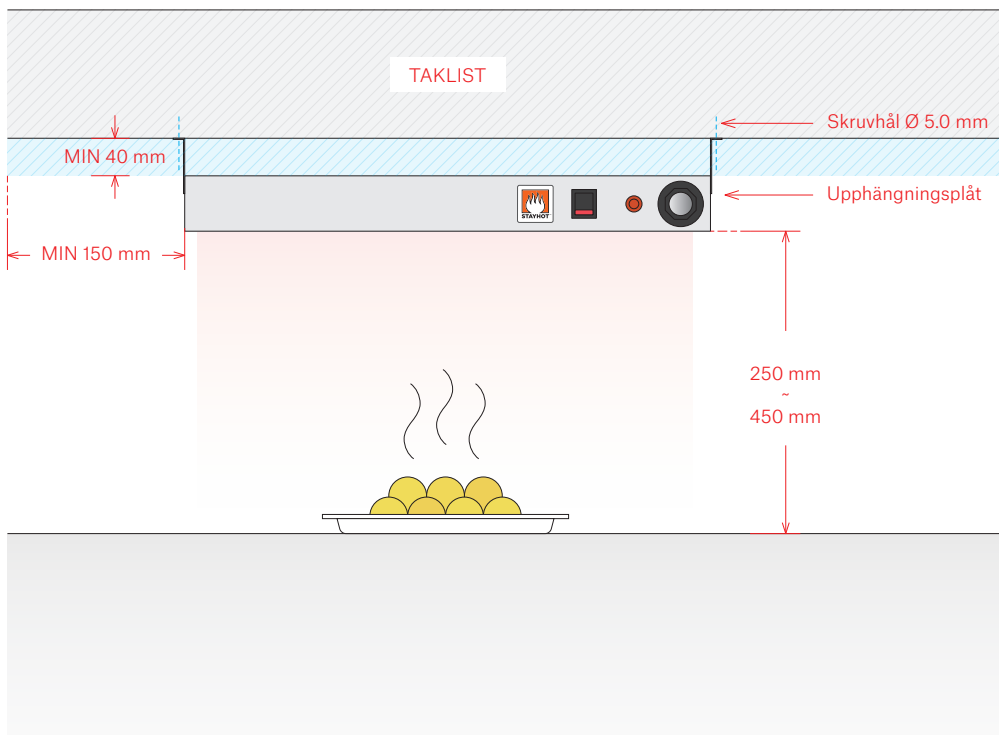 TAKLIST
Skruvhål Ø 5.0 mm
MIN 40 mm
Upphängningsplåt
STAYHOT
MIN 150 mm
250 mm
~
450 mm